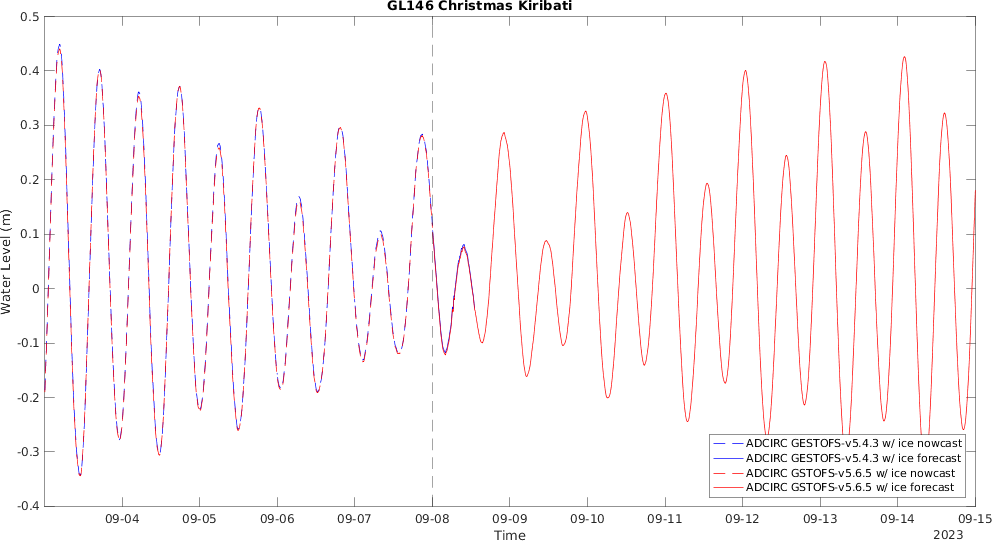 GL146 Christmas Kiribati
0.5
0.4
0.3
0.2
0.1
0
-0.1
-0.2
-0.3
-0.4
Water Level (m)
ADCIRC GESTOFS-v5.4.3 w/ ice nowcast
ADCIRC GESTOFS-v5.4.3 w/ ice forecast
ADCIRC GSTOFS-v5.6.5 w/ ice nowcast
ADCIRC GSTOFS-v5.6.5 w/ ice forecast
09-04 09-05 09-06 09-07 09-08 09-09 09-10 09-11 09-12 09-13 09-14 09-15
Time
2023